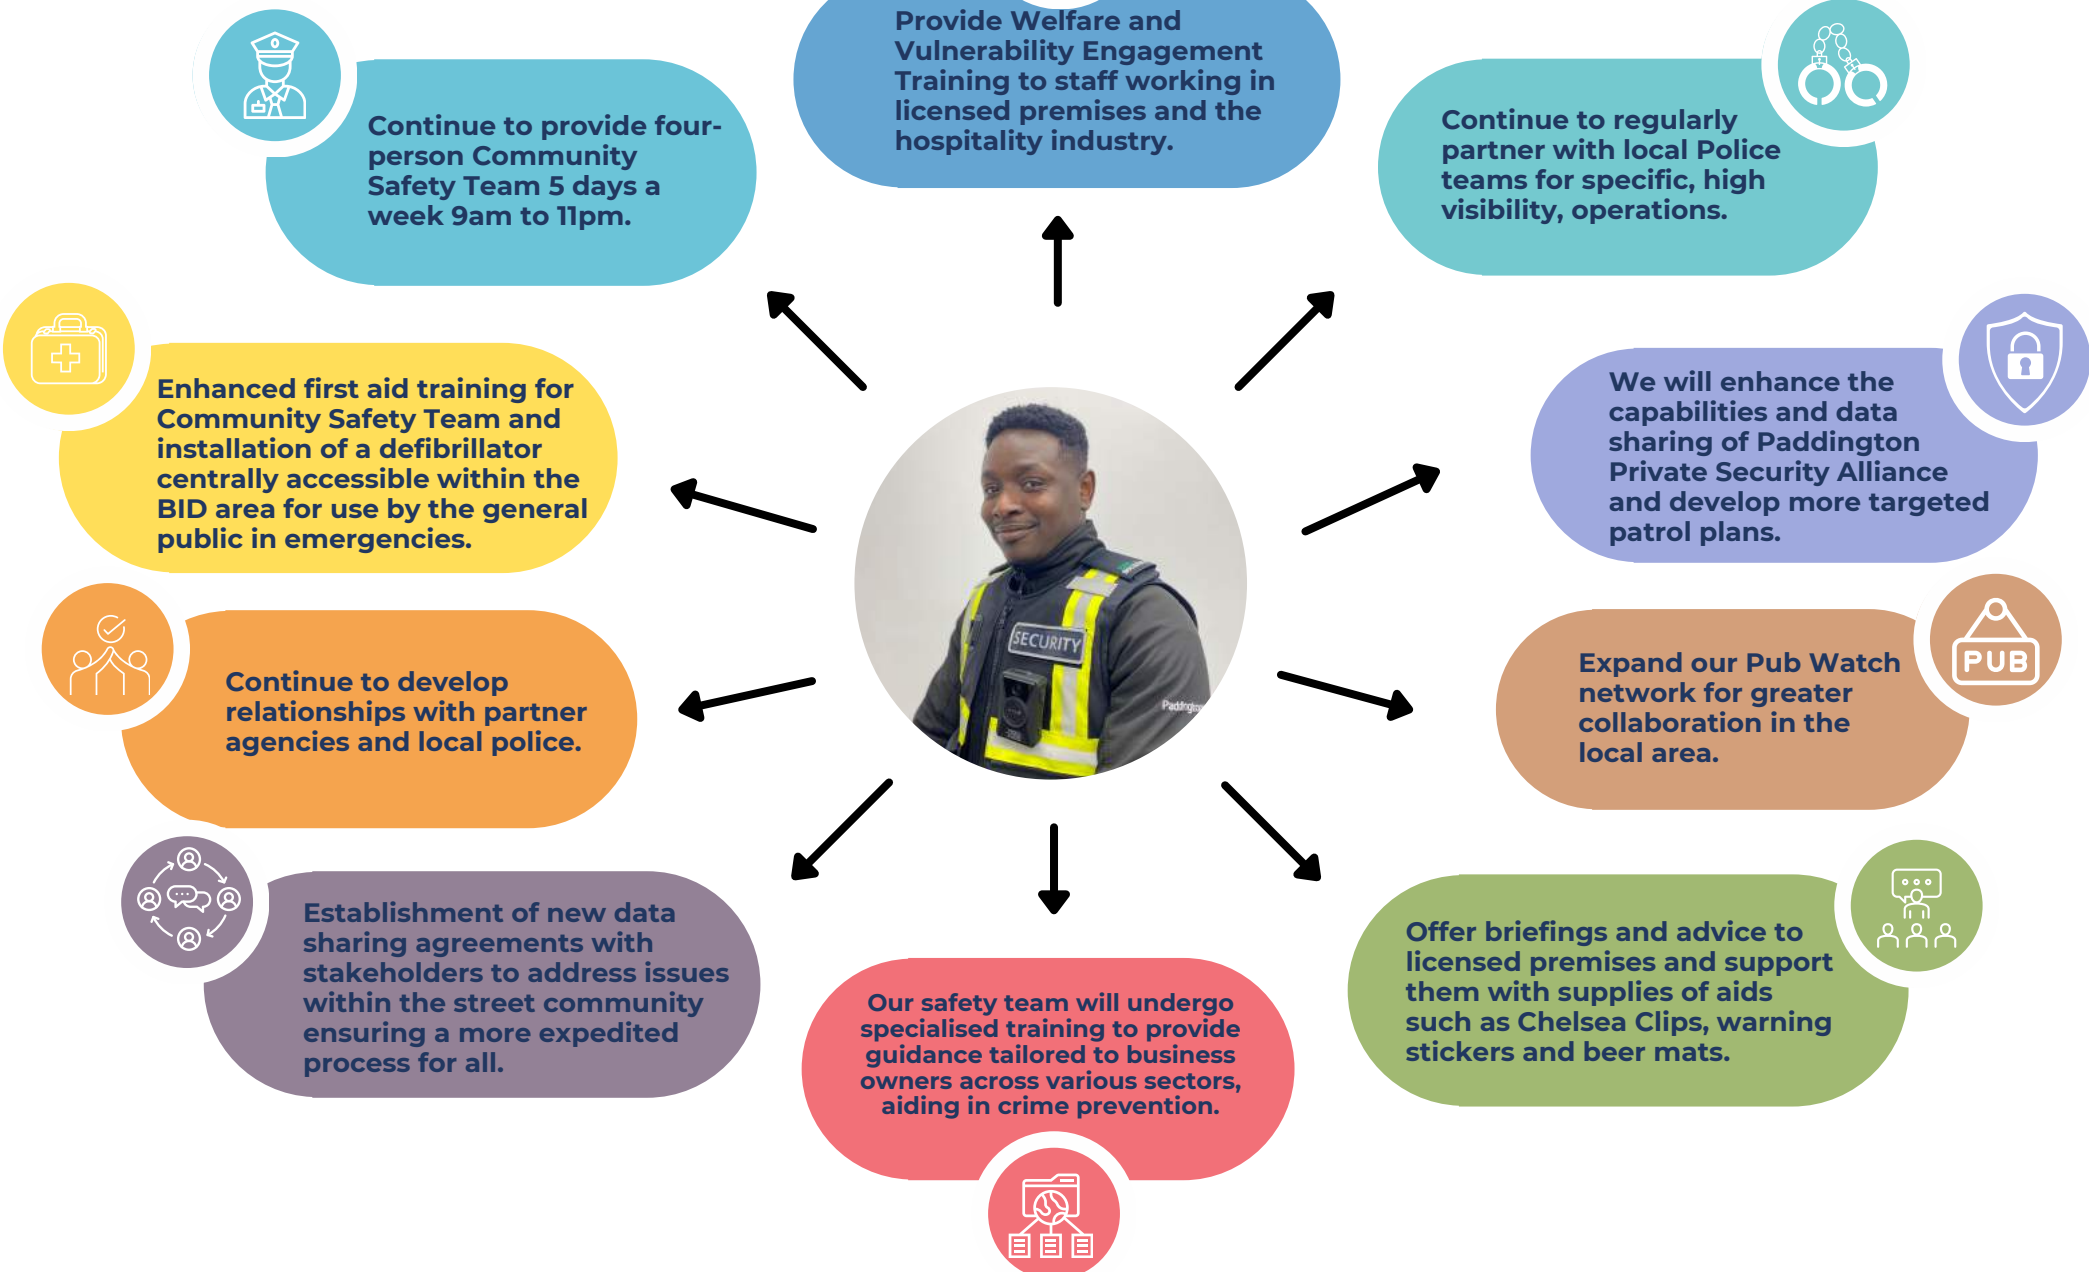 Provide Welfare and
Vulnerability Engagement
Training to staff working in
licensed premises and the
hospitality industry.
Continue to provide four-
person Community
Safety Team 5 days a
week 9am to 11pm.
Continue to regularly
partner with local Police
teams for specific, high
visibility, operations.
Enhanced first aid training for
Community Safety Team and
installation of a defibrillator
centrally accessible within the
BID area for use by the general
public in emergencies.
We will enhance the
capabilities and data
sharing of Paddington
Private Security Alliance
and develop more targeted
patrol plans.
SECURITY
Paddington
Continue to develop
relationships with partner
agencies and local police.
PUB
Expand our Pub Watch
network for greater
collaboration in the
local area.
Establishment of new data
sharing agreements with
stakeholders to address issues
within the street community
ensuring a more expedited
process for all.
Our safety team will undergo
specialised training to provide
guidance tailored to business
owners across various sectors,
aiding in crime prevention.
Offer briefings and advice to
licensed premises and support
them with supplies of aids
such as Chelsea Clips, warning
stickers and beer mats.